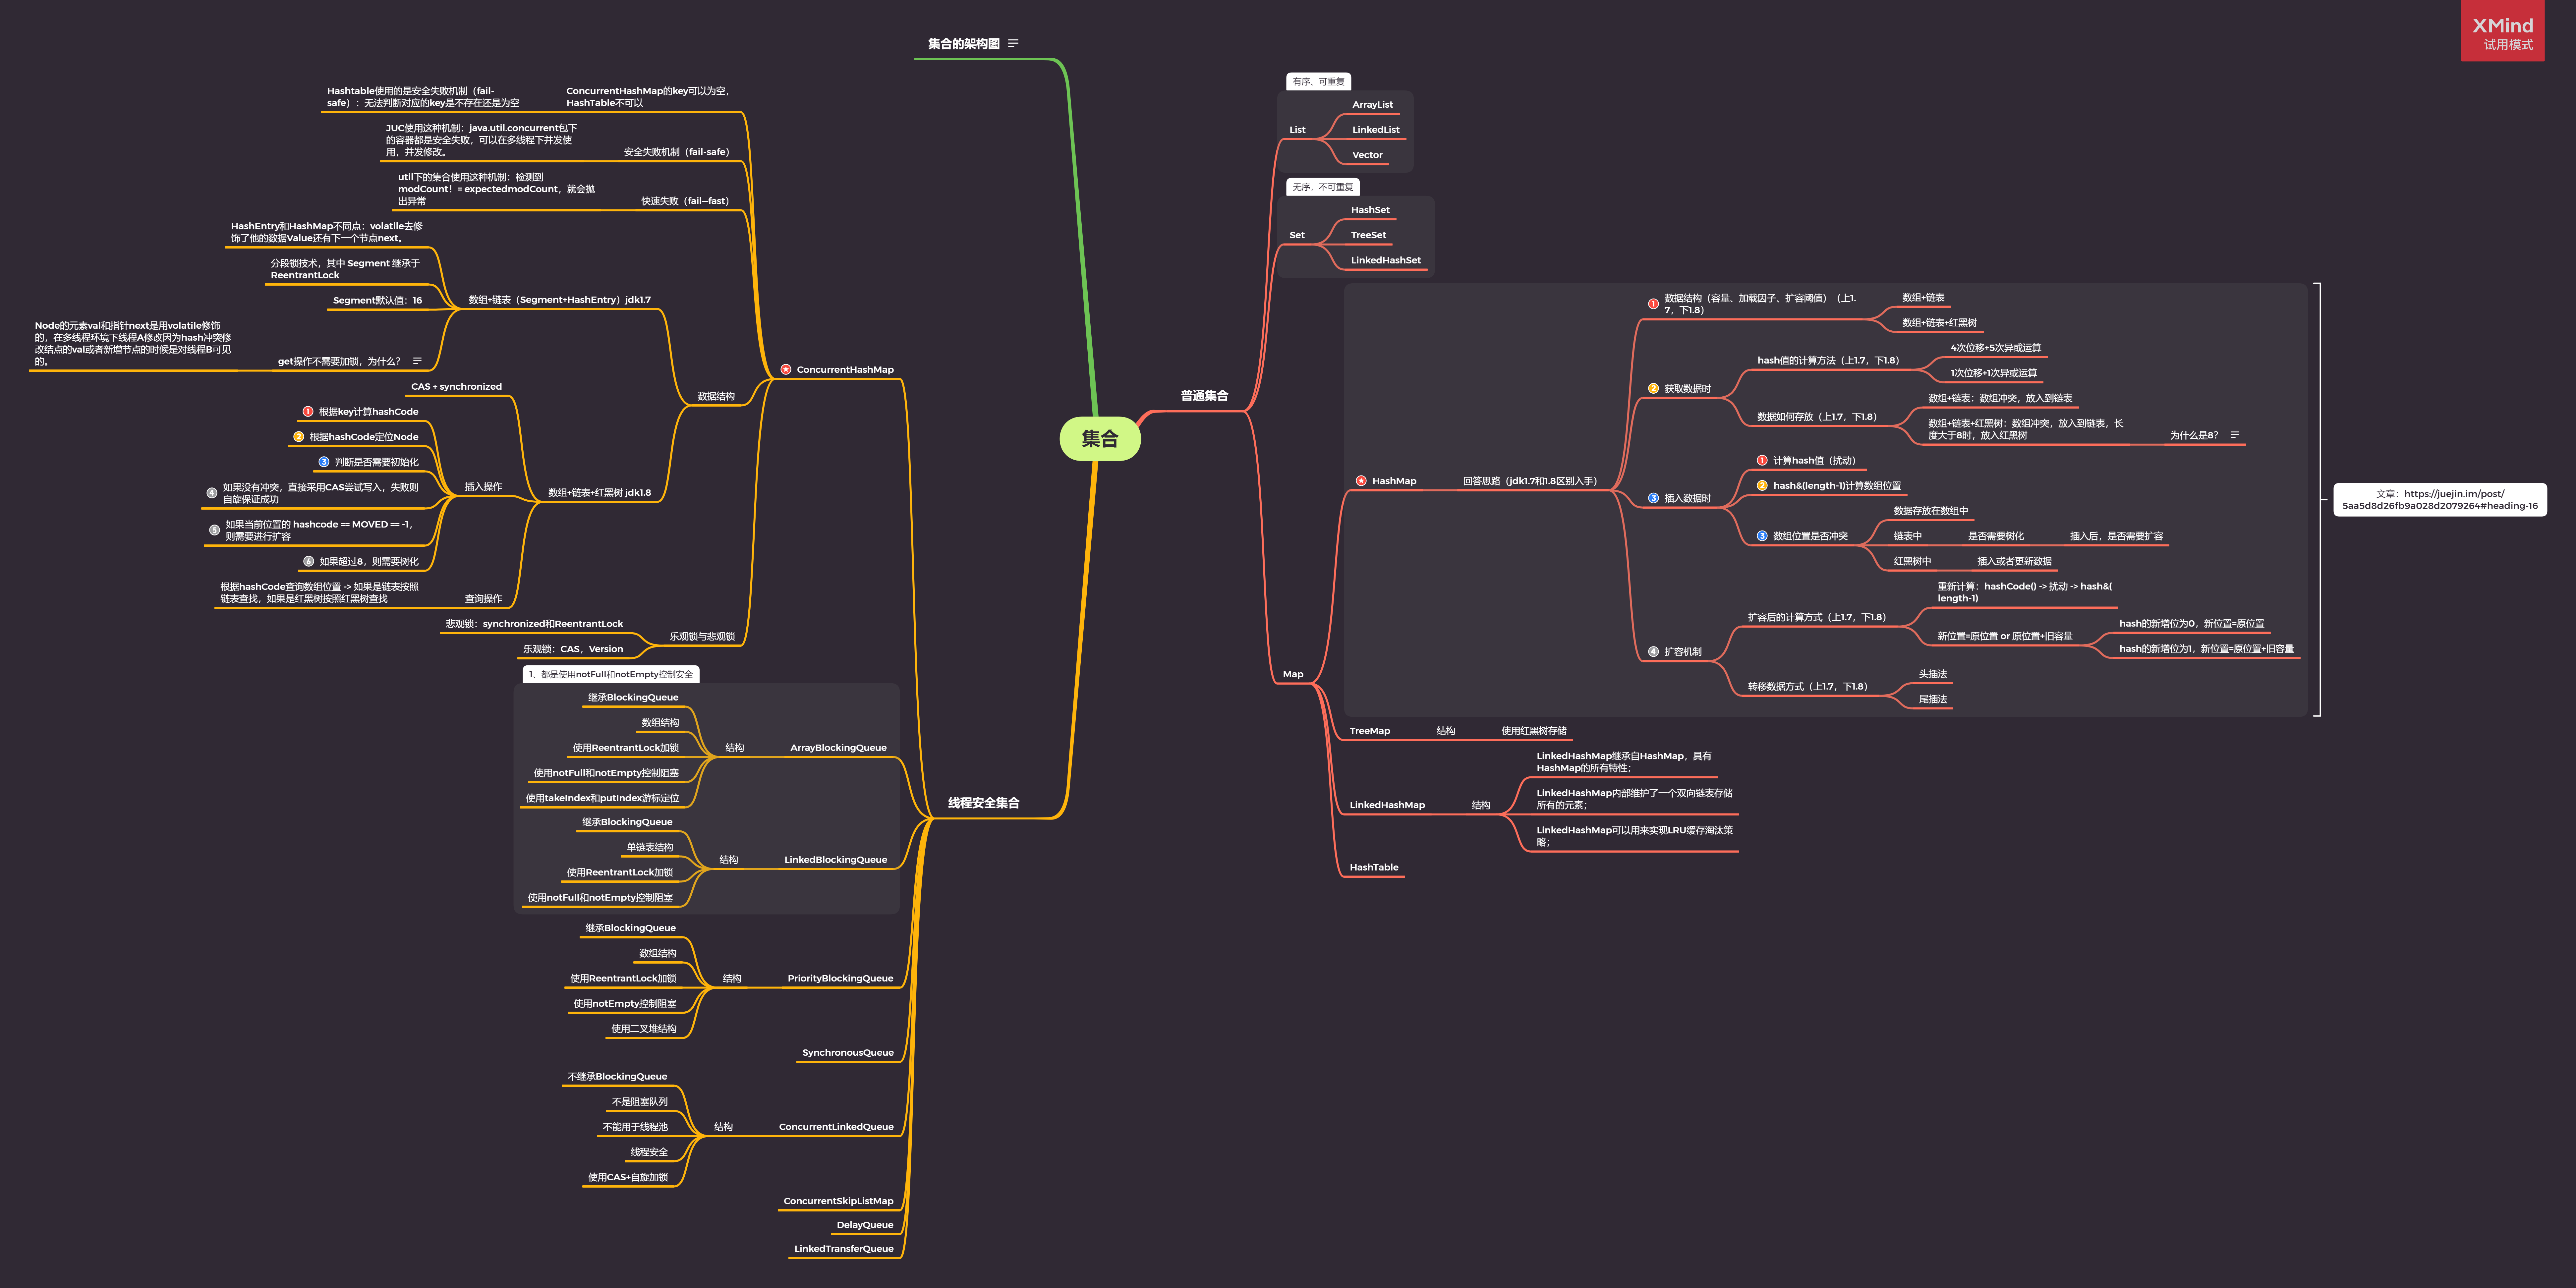 XMind
试用模式
集合
集合的架构图
普通集合
有序、可重复
List
ArrayList
LinkedList
Vector
无序，不可重复
Set
HashSet
TreeSet
LinkedHashSet
Map
HashMap
回答思路（jdk1.7和1.8区别入手）
1
数据结构（容量、加载因子、扩容阈值）（上1.
7，下1.8）
数组+链表
数组+链表+红黑树
2
获取数据时
hash值的计算方法（上1.7，下1.8）
4次位移+5次异或运算
1次位移+1次异或运算
数据如何存放（上1.7，下1.8）
数组+链表：数组冲突，放入到链表
数组+链表+红黑树：数组冲突，放入到链表，长
度大于8时，放入红黑树
为什么是8？
3
插入数据时
1
计算hash值（扰动）
2
hash&(length-1)计算数组位置
3
数组位置是否冲突
数据存放在数组中
链表中
是否需要树化
插入后，是否需要扩容
红黑树中
插入或者更新数据
4
扩容机制
扩容后的计算方式（上1.7，下1.8）
重新计算：hashCode() -> 扰动 -> hash&(
length-1)
新位置=原位置 or 原位置+旧容量
hash的新增位为0，新位置=原位置
hash的新增位为1，新位置=原位置+旧容量
转移数据方式（上1.7，下1.8）
头插法
尾插法
文章：https://juejin.im/post/
5aa5d8d26fb9a028d2079264#heading-16
TreeMap
结构
使用红黑树存储
LinkedHashMap
结构
LinkedHashMap继承自HashMap，具有
HashMap的所有特性；
LinkedHashMap内部维护了一个双向链表存储
所有的元素；
LinkedHashMap可以用来实现LRU缓存淘汰策
略；
HashTable
线程安全集合
ConcurrentHashMap
ConcurrentHashMap的key可以为空，
HashTable不可以
Hashtable使用的是安全失败机制（fail-
safe）：无法判断对应的key是不存在还是为空
安全失败机制（fail-safe）
JUC使用这种机制：java.util.concurrent包下
的容器都是安全失败，可以在多线程下并发使
用，并发修改。
快速失败（fail—fast）
util下的集合使用这种机制：检测到
modCount！= expectedmodCount，就会抛
出异常
数据结构
数组+链表（Segment+HashEntry）jdk1.7
HashEntry和HashMap不同点：volatile去修
饰了他的数据Value还有下一个节点next。
分段锁技术，其中 Segment 继承于
ReentrantLock
Segment默认值：16
get操作不需要加锁，为什么？
Node的元素val和指针next是用volatile修饰
的，在多线程环境下线程A修改因为hash冲突修
改结点的val或者新增节点的时候是对线程B可见
的。
数组+链表+红黑树 jdk1.8
CAS + synchronized
插入操作
1
根据key计算hashCode
2
根据hashCode定位Node
3
判断是否需要初始化
4
如果没有冲突，直接采用CAS尝试写入，失败则
自旋保证成功
5
如果当前位置的 hashcode == MOVED == -1，
则需要进行扩容
6
如果超过8，则需要树化
查询操作
根据hashCode查询数组位置 -> 如果是链表按照
链表查找，如果是红黑树按照红黑树查找
乐观锁与悲观锁
悲观锁：synchronized和ReentrantLock
乐观锁：CAS，Version
1、都是使用notFull和notEmpty控制安全
ArrayBlockingQueue
结构
继承BlockingQueue
数组结构
使用ReentrantLock加锁
使用notFull和notEmpty控制阻塞
使用takeIndex和putIndex游标定位
LinkedBlockingQueue
结构
继承BlockingQueue
单链表结构
使用ReentrantLock加锁
使用notFull和notEmpty控制阻塞
PriorityBlockingQueue
结构
继承BlockingQueue
数组结构
使用ReentrantLock加锁
使用notEmpty控制阻塞
使用二叉堆结构
SynchronousQueue
ConcurrentLinkedQueue
结构
不继承BlockingQueue
不是阻塞队列
不能用于线程池
线程安全
使用CAS+自旋加锁
ConcurrentSkipListMap
DelayQueue
LinkedTransferQueue